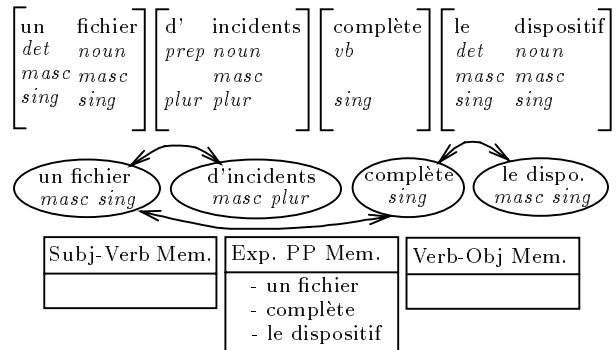 un fichier d' incidents complète le dispositif
det noun prep noun vb det noun
masc masc masc masc masc
sing sing plur plur sing sing sing
un fichier d'incidents complète le dispo.
masc sing masc plur sing masc sing
Subj-Verb Mem. Exp. PP Mem. Verb-Obj Mem.
- un fichier
- complète
- le dispositif